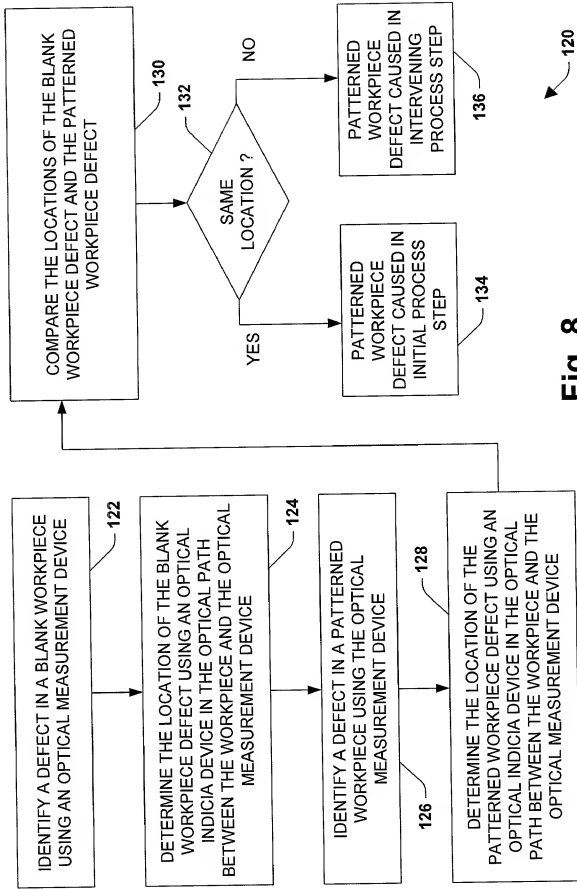 IDENTIFY A DEFECT IN A BLANK WORKPIECE
USING AN OPTICAL MEASUREMENT DEVICE
122
DETERMINE THE LOCATION OF THE BLANK
WORKPIECE DEFECT USING AN OPTICAL
INDICIA DEVICE IN THE OPTICAL PATH
BETWEEN THE WORKPIECE AND THE OPTICAL
MEASUREMENT DEVICE
124
IDENTIFY A DEFECT IN A PATTERNED
WORKPIECE USING THE OPTICAL
MEASUREMENT DEVICE
126
128
DETERMINE THE LOCATION OF THE
PATTERNED WORKPIECE DEFECT USING AN
OPTICAL INDICIA DEVICE IN THE OPTICAL
PATH BETWEEN THE WORKPIECE AND THE
OPTICAL MEASUREMENT DEVICE
COMPARE THE LOCATIONS OF THE BLANK
WORKPIECE DEFECT AND THE PATTERNED
WORKPIECE DEFECT
130
132
SAME
LOCATION ?
YES
NO
PATTERNED
WORKPIECE
DEFECT CAUSED IN
INITIAL PROCESS
STEP
134
PATTERNED
WORKPIECE
DEFECT CAUSED IN
INTERVENING
PROCESS STEP
136
120
Fig. 8